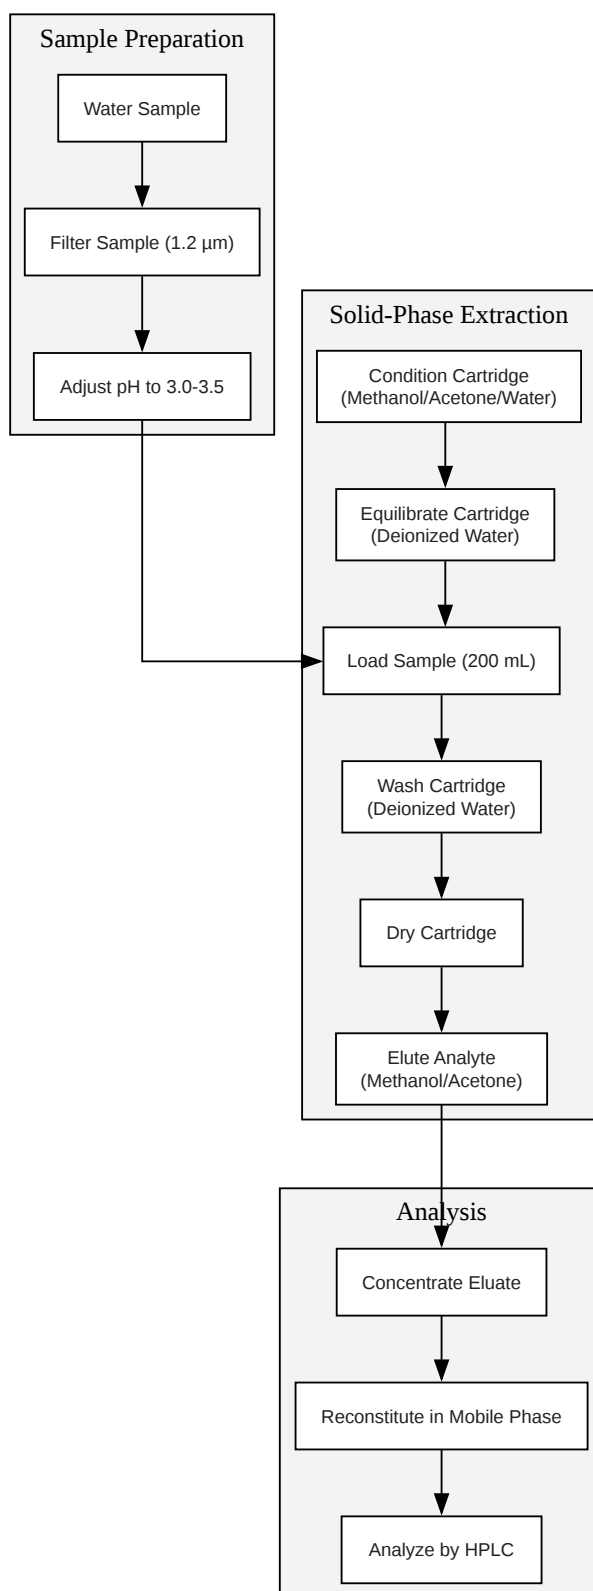 Sample Preparation
Water Sample
Filter Sample (1.2 µm)
Adjust pH to 3.0-3.5
Solid-Phase Extraction
Condition Cartridge
(Methanol/Acetone/Water)
Equilibrate Cartridge
(Deionized Water)
Load Sample (200 mL)
Wash Cartridge
(Deionized Water)
Dry Cartridge
Elute Analyte
(Methanol/Acetone)
Analysis
Concentrate Eluate
Reconstitute in Mobile Phase
Analyze by HPLC